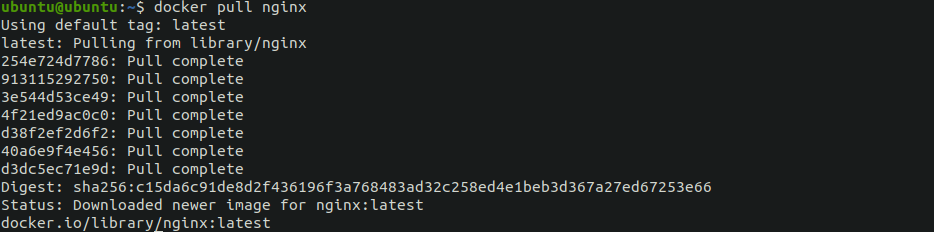 ubuntu@ubuntu:~$ docker pull nginx
Using default tag: latest
latest: Pulling from library/nginx
254e724d7786: Pull complete
913115292750: Pull complete
3e544d53ce49: Pull complete
4f21ed9ac0c0: Pull complete
d38f2ef2d6f2: Pull complete
40a6e9f4e456: Pull complete
d3dc5ec71e9d: Pull complete
Digest: sha256:c15da6c91de8d2f436196f3a768483ad32c258ed4e1beb3d367a27ed67253e66
Status: Downloaded newer image for nginx:latest
docker.io/library/nginx:latest